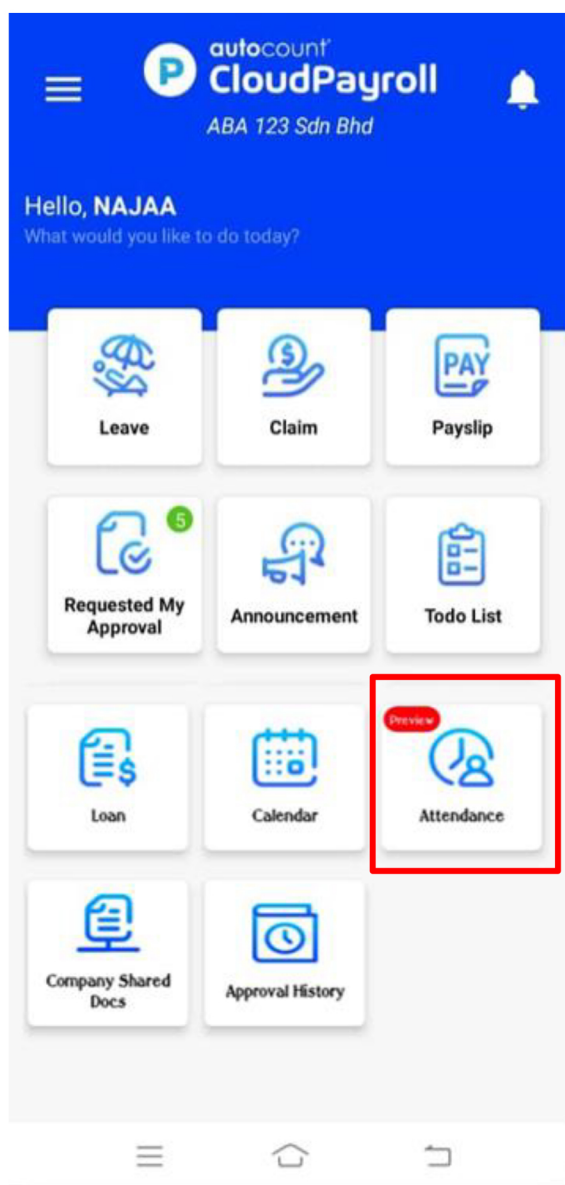 autocount
CloudPayroll
ABA 123 Sdn Bhd
Hello, NAJAA
What would you like to do today?
PAY
Leave
Claim
Payslip
5
Requested My
Approval
Announcement
Todo List
Preview
Loan
Calendar
Attendance
Company Shared
Docs
Approval History